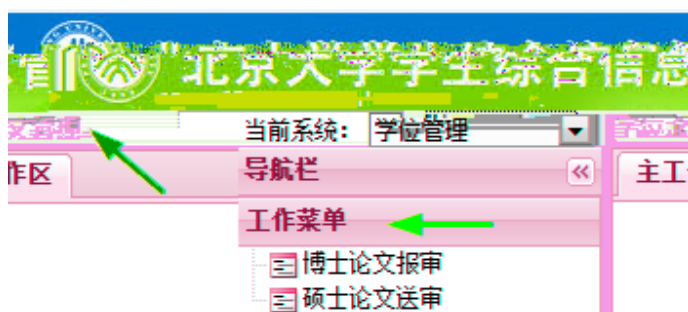 北京大学学生综合信息
当前系统： 学位管理
作区
导航栏
主工
工作菜单
博士论文报审
硕士论文送审